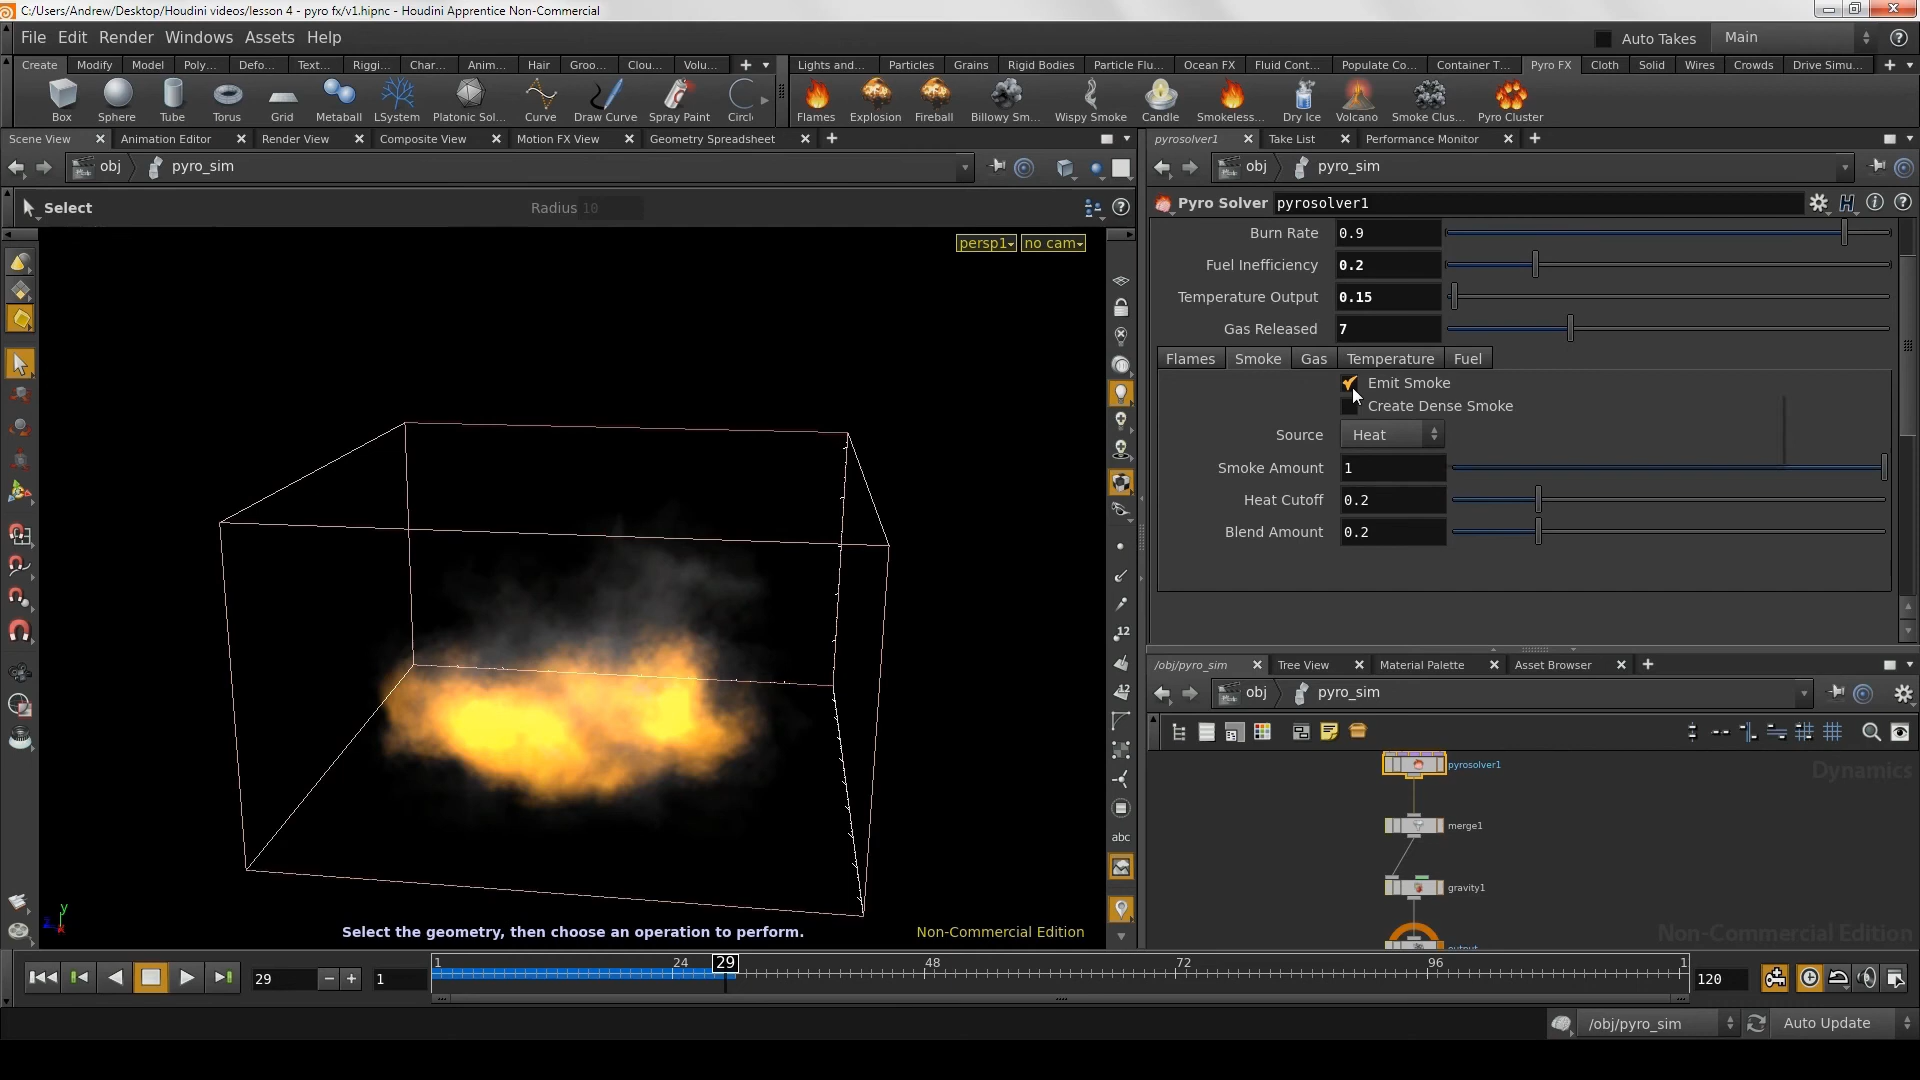 C:/Users/Andrew/Desktop/Houdini videos/lesson 4 - pyro fx/v1.hipnc - Houdini Apprentice Non-Commercial
File Edit Render Windows Assets Help
Auto Takes Main
Create Modify Model Poly... Defo... Text... Riggi... Char... Anim... Hair Groo... Clou... Volu...
Lights and... Particles Grains Rigid Bodies Particle Flu... Ocean FX Fluid Cont... Populate Co... Container T... Pyro FX Cloth Solid Wires Crowds Drive Simu...
Box Sphere Tube Torus Grid Metaball LSystem Platonic Sol... Curve Draw Curve Spray Paint Circl
Flames Explosion Fireball Billowy Sm... Wispy Smoke Candle Smokeless... Dry Ice Volcano Smoke Clus... Pyro Cluster
Scene View Animation Editor Render View Composite View Motion FX View Geometry Spreadsheet
pyrosolver1 Take List Performance Monitor
obj pyro_sim
obj pyro_sim
Select Radius 10
Pyro Solver pyrosolver1
persp1 no cam
Burn Rate 0.9
Fuel Inefficiency 0.2
Temperature Output 0.15
Gas Released 7
Flames Smoke Gas Temperature Fuel
Emit Smoke
Create Dense Smoke
Source Heat
Smoke Amount 1
Heat Cutoff 0.2
Blend Amount 0.2
12
12
abc
/obj/pyro_sim Tree View Material Palette Asset Browser
obj pyro_sim
Dynamics
pyrosolver1
merge1
gravity1
output
Non-Commercial Edition
y
z
x
Select the geometry, then choose an operation to perform.
Non-Commercial Edition
29 1 1 24 29 48 72 96 1 120
/obj/pyro_sim Auto Update